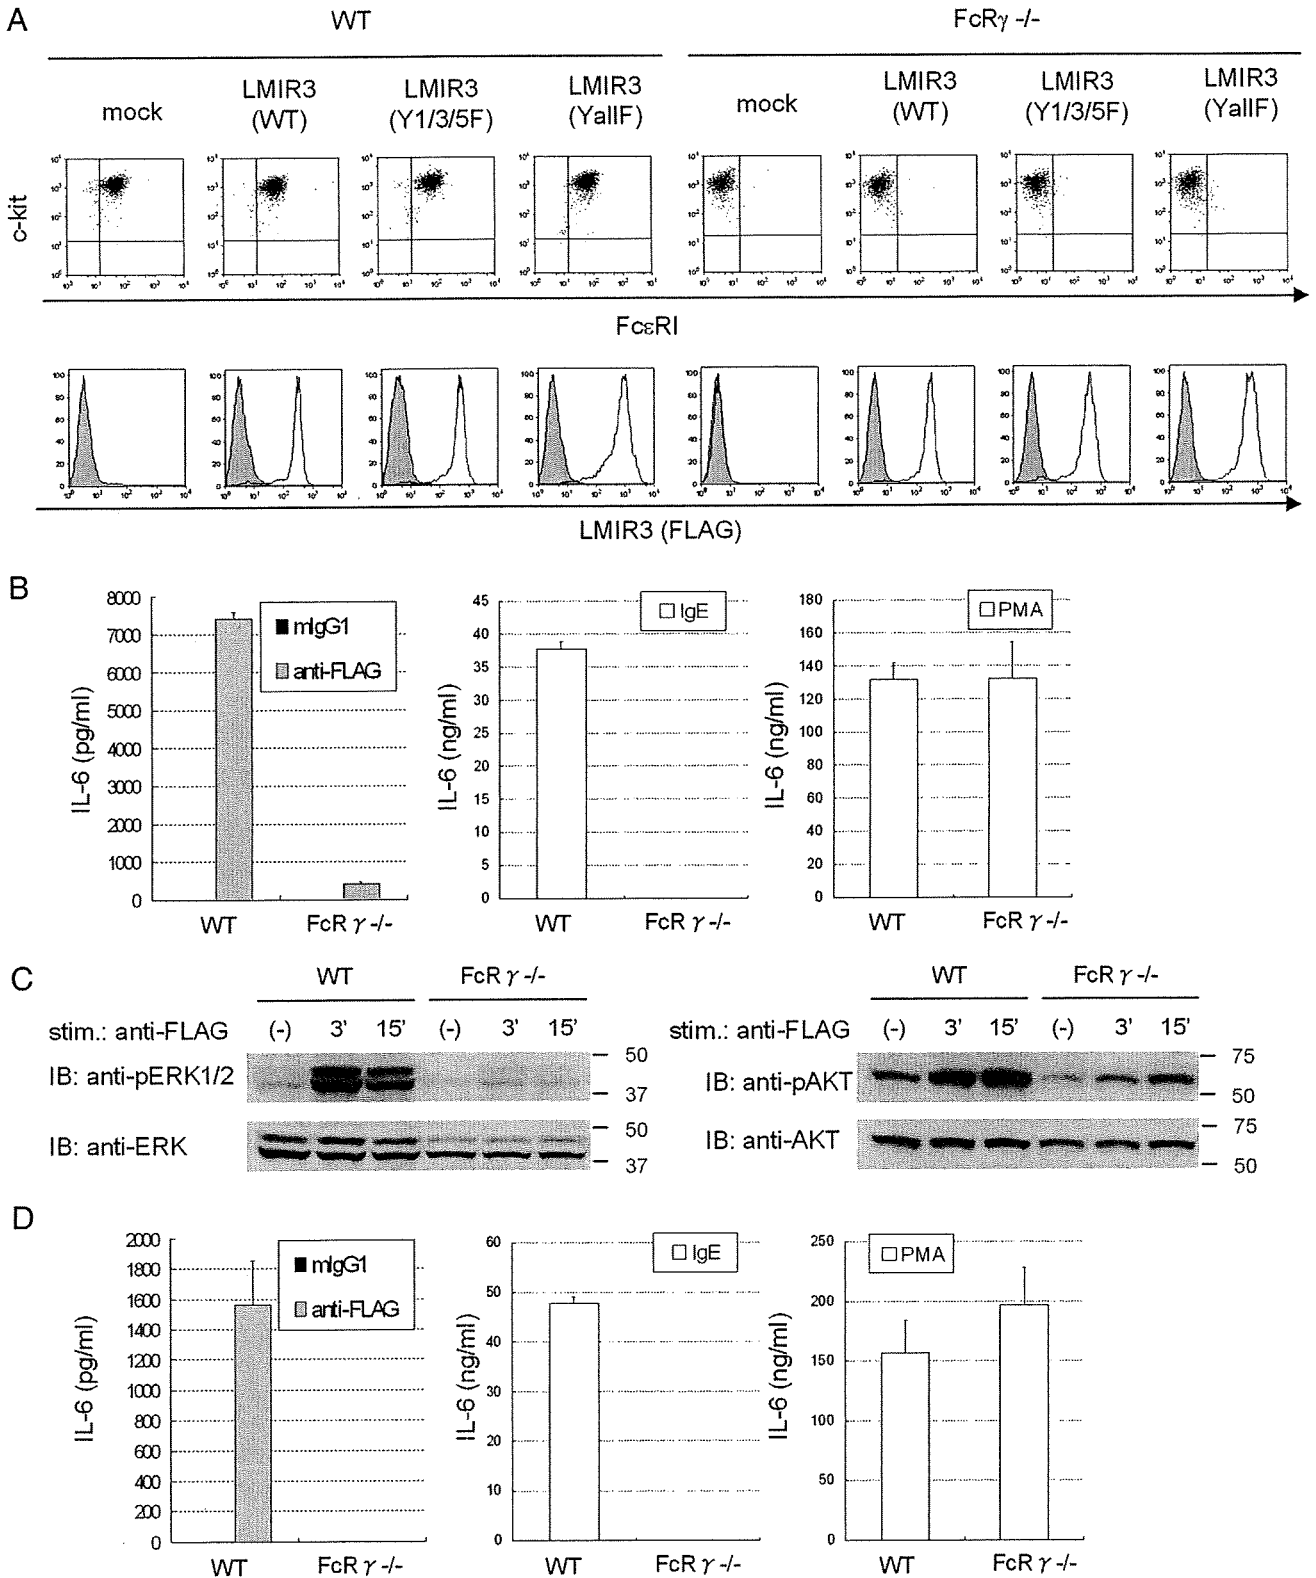 A
WT
FcRγ -/-
mock
LMIR3 (WT)
LMIR3 (Y1/3/5F)
LMIR3 (YallF)
mock
LMIR3 (WT)
LMIR3 (Y1/3/5F)
LMIR3 (YallF)
c-kit
FcεRI
LMIR3 (FLAG)
B
8000
7000
6000
5000
4000
3000
2000
1000
0
IL-6 (pg/ml)
mIgG1
anti-FLAG
WT
FcR γ -/-
45
40
35
30
25
20
15
10
5
0
IL-6 (ng/ml)
IgE
WT
FcR γ -/-
180
160
140
120
100
80
60
40
20
0
IL-6 (ng/ml)
PMA
WT
FcR γ -/-
C
WT
FcR γ -/-
stim.: anti-FLAG (-) 3' 15' (-) 3' 15'
IB: anti-pERK1/2
50
37
IB: anti-ERK
50
37
WT
FcR γ -/-
stim.: anti-FLAG (-) 3' 15' (-) 3' 15'
IB: anti-pAKT
75
50
IB: anti-AKT
75
50
D
2000
1800
1600
1400
1200
1000
800
600
400
200
0
IL-6 (pg/ml)
mIgG1
anti-FLAG
WT
FcR γ -/-
60
50
40
30
20
10
0
IL-6 (ng/ml)
IgE
WT
FcR γ -/-
250
200
150
100
50
0
IL-6 (ng/ml)
PMA
WT
FcR γ -/-